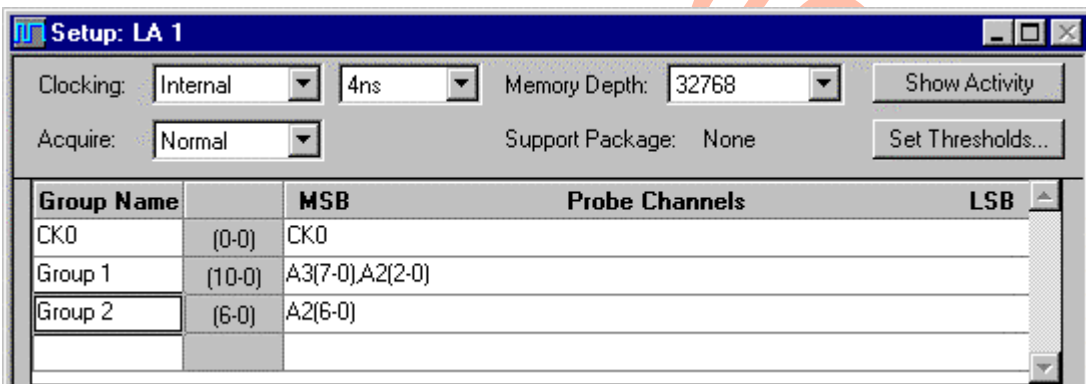 Setup: LA 1
Clocking: Internal 4ns Memory Depth: 32768 Show Activity
Acquire: Normal Support Package: None Set Thresholds...
Group Name MSB Probe Channels LSB
CK0 (0-0) CK0
Group 1 (10-0) A3(7-0),A2(2-0)
Group 2 (6-0) A2(6-0)